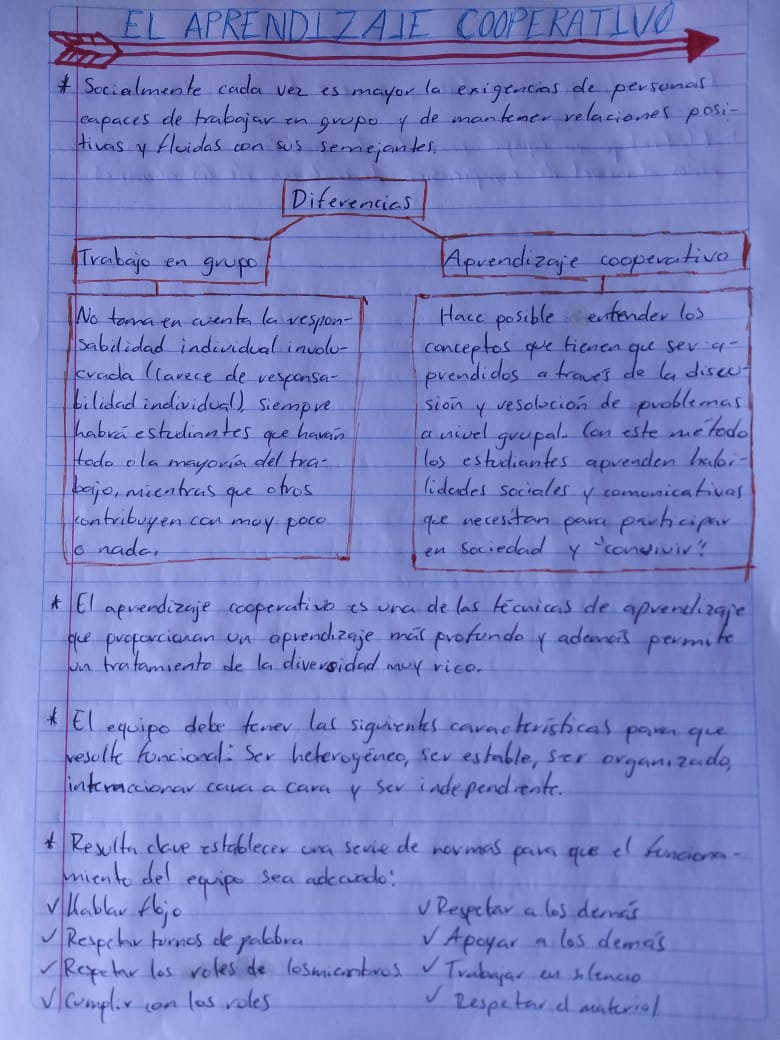 EL APRENDIZAJE COOPERATIVO
* Socialmente cada vez es mayor la exigencias de personas
capaces de trabajar en grupo y de mantener relaciones posi-
tivas y fluidas con sus semejantes.
Diferencias
Trabajo en grupo
No toma en cuenta la respon-
sabilidad individual involu-
crada (Carece de responsa-
bilidad individual). Siempre
habrá estudiantes que harán
todo o la mayoría del tra-
bajo, mientras que otros
contribuyen con muy poco
o nada.
Aprendizaje cooperativo
Hace posible entender los
conceptos que tienen que ser a-
prendidos a través de la discu-
sión y resolución de problemas
a nivel grupal. Con este método
los estudiantes aprenden habi-
lidades sociales y comunicativas
que necesitan para participar
en sociedad y "convivir".
* El aprendizaje cooperativo es una de las técnicas de aprendizaje
que proporcionan un aprendizaje más profundo y además permite
un tratamiento de la diversidad muy rico.
* El equipo debe tener las siguientes características para que
resulte funcional: Ser heterogéneo, ser estable, ser organizado,
interaccionar cara a cara y ser independiente.
* Resulta clave establecer una serie de normas para que el funciona-
miento del equipo sea adecuado:
✓ Hablar flojo
✓ Respetar turnos de palabra
✓ Respetar los roles de los miembros
✓ Cumplir con los roles
✓ Respetar a los demás
✓ Apoyar a los demás
✓ Trabajar en silencio
✓ Respetar el material